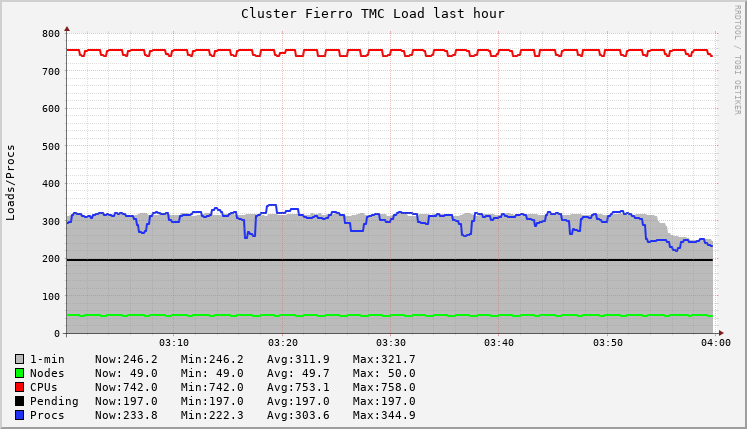 Cluster Fierro TMC Load last hour
RRDTOOL / TOBI OETIKER
Loads/Procs
800
700
600
500
400
300
200
100
0
03:10 03:20 03:30 03:40 03:50 04:00
1-min Now:246.2 Min:246.2 Avg:311.9 Max:321.7
Nodes Now: 49.0 Min: 49.0 Avg: 49.7 Max: 50.0
CPUs Now:742.0 Min:742.0 Avg:753.1 Max:758.0
Pending Now:197.0 Min:197.0 Avg:197.0 Max:197.0
Procs Now:233.8 Min:222.3 Avg:303.6 Max:344.9